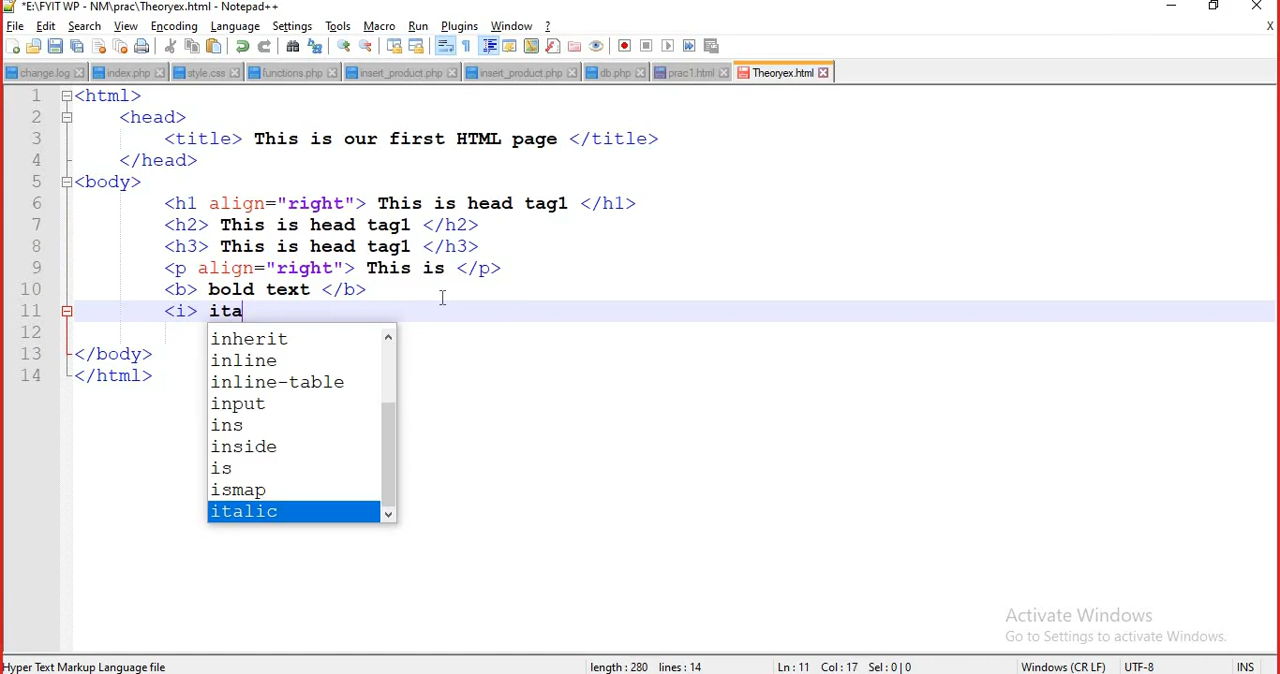 *E:\FYIT WP - NM\prac\Theoryex.html - Notepad++
File Edit Search View Encoding Language Settings Tools Macro Run Plugins Window ? X
change.log index.php style.css functions.php insert_product.php insert_product.php db.php prac1.html Theoryex.html
1 <html>
2 <head>
3 <title> This is our first HTML page </title>
4 </head>
5 <body>
6 <h1 align="right"> This is head tag1 </h1>
7 <h2> This is head tag1 </h2>
8 <h3> This is head tag1 </h3>
9 <p align="right"> This is </p>
10 <b> bold text </b>
11 <i> ita
12
13 </body>
14 </html>
inherit
inline
inline-table
input
ins
inside
is
ismap
italic
Activate Windows
Go to Settings to activate Windows.
Hyper Text Markup Language file length : 280 lines : 14 Ln : 11 Col : 17 Sel : 0 | 0 Windows (CR LF) UTF-8 INS